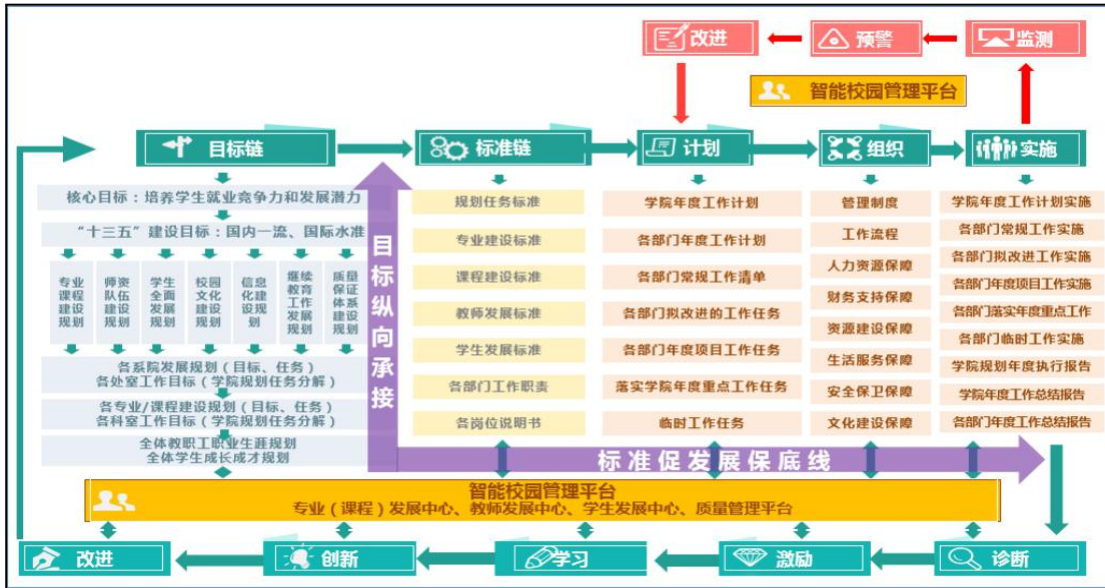 改进
预警
监测
智能校园管理平台
目标链
标准链
计划
组织
实施
核心目标：培养学生就业竞争力和发展潜力
“十三五”建设目标：国内一流、国际水准
专业课程建设规划
师资队伍建设规划
学生全面发展规划
校园文化建设规划
信息化建设规划
继续教育工作发展规划
质量保证体系建设规划
各系院发展规划（目标、任务）
各处室工作目标（学院规划任务分解）
各专业/课程建设规划（目标、任务）
各科室工作目标（学院规划任务分解）
全体教职工职业生涯规划
全体学生成长成才规划
目标纵向承接
规划任务标准
专业建设标准
课程建设标准
教师发展标准
学生发展标准
各部门工作职责
各岗位说明书
学院年度工作计划
各部门年度工作计划
各部门常规工作清单
各部门拟改进的工作任务
各部门年度项目工作任务
落实学院年度重点工作任务
临时工作任务
管理制度
工作流程
人力资源保障
财务支持保障
资源建设保障
生活服务保障
安全保卫保障
文化建设保障
学院年度工作计划实施
各部门常规工作实施
各部门拟改进工作实施
各部门年度项目工作实施
各部门落实年度重点工作
各部门临时工作实施
学院规划年度执行报告
学院年度工作总结报告
各部门年度工作总结报告
标准促发展保底线
智能校园管理平台
专业（课程）发展中心、教师发展中心、学生发展中心、质量管理平台
改进
创新
学习
激励
诊断